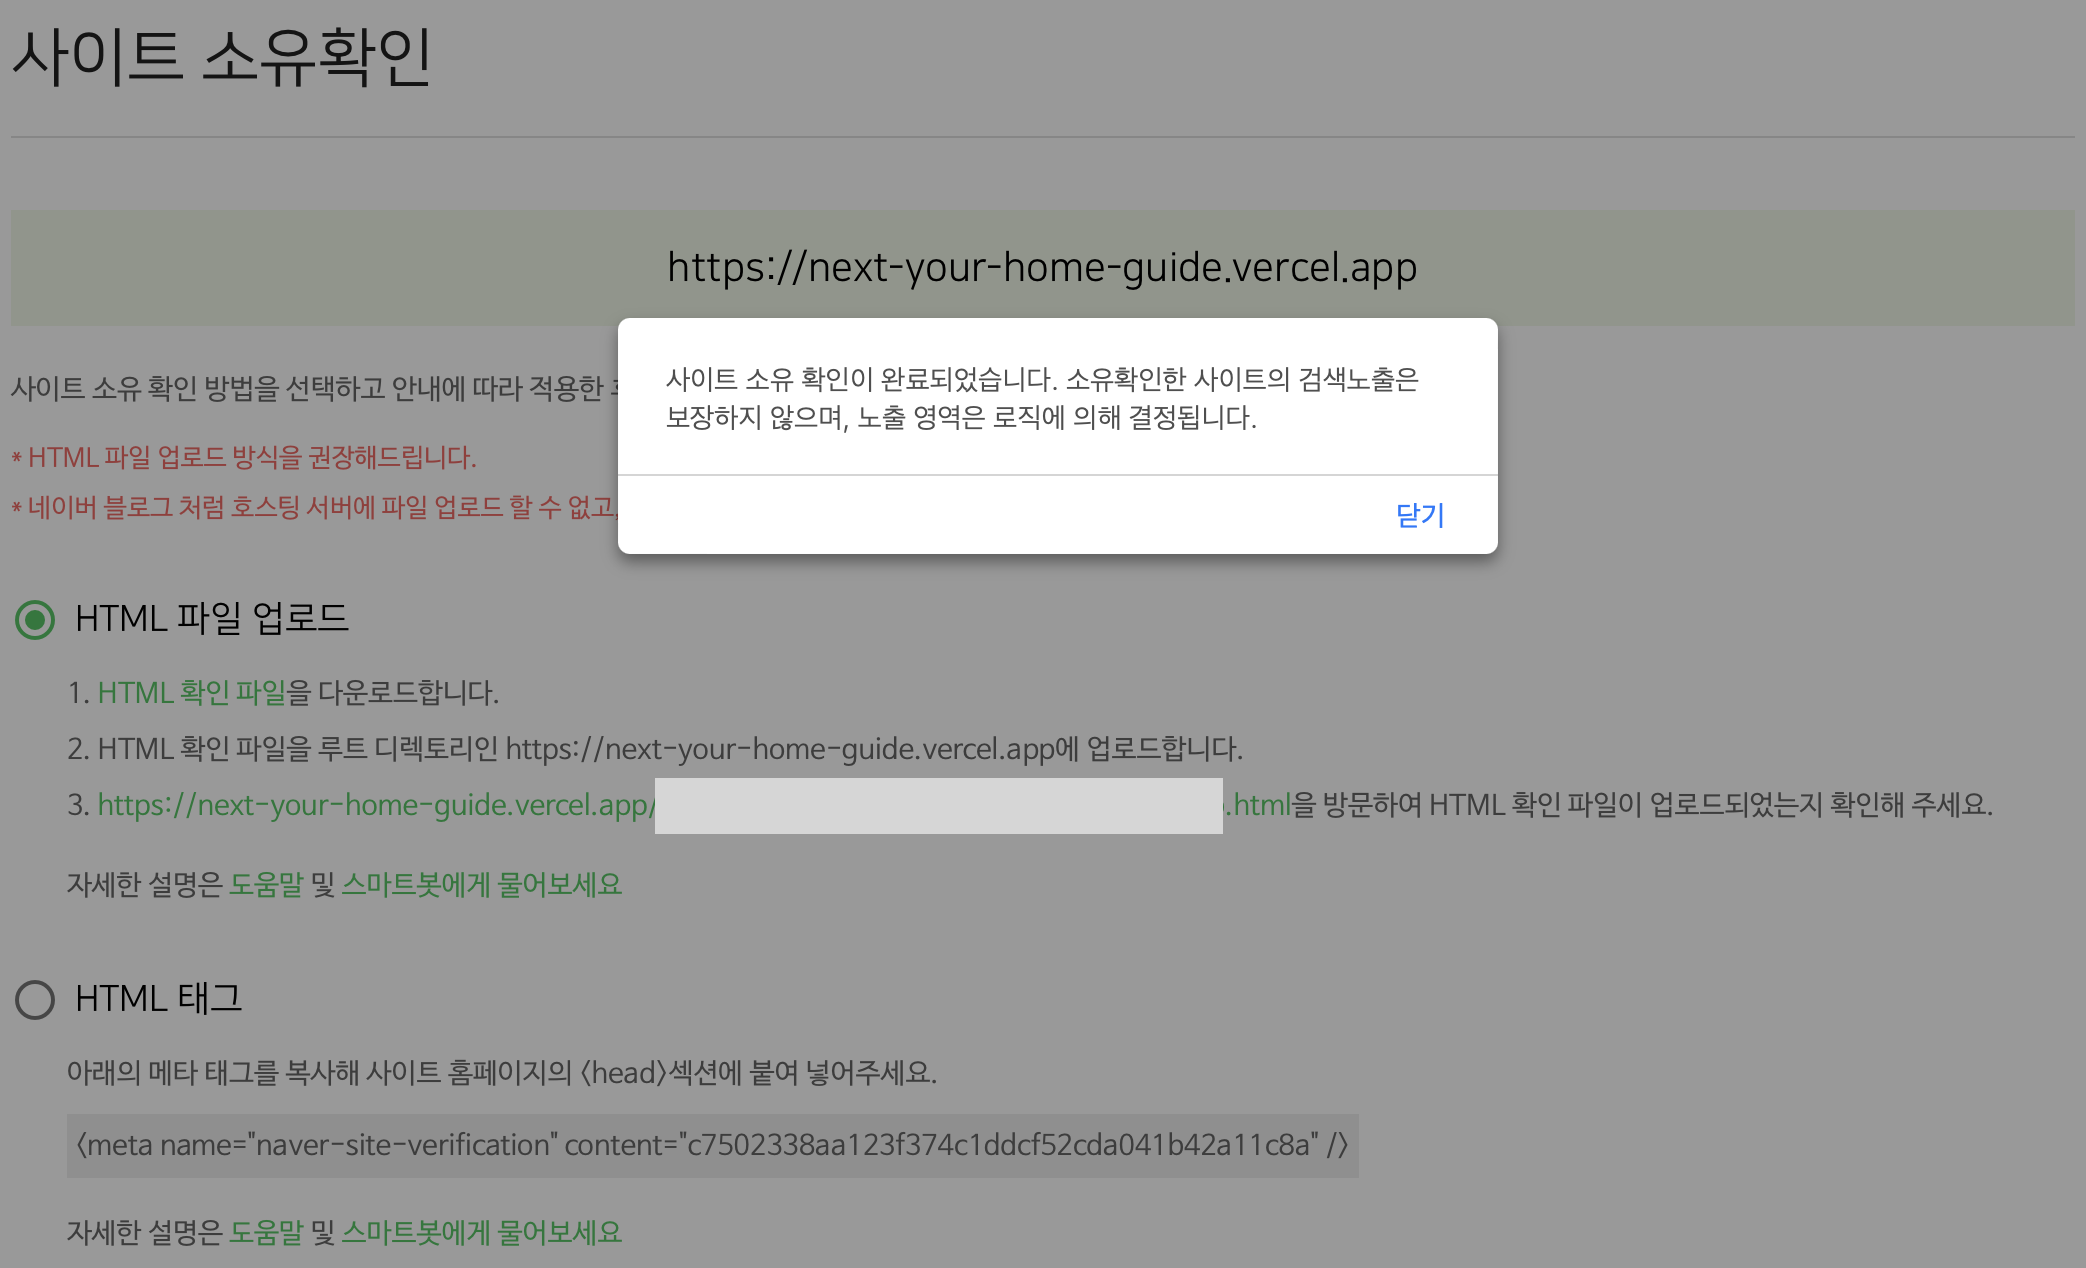 사이트 소유확인
https://next-your-home-guide.vercel.app
사이트 소유 확인 방법을 선택하고 안내에 따라 적용한
사이트 소유 확인이 완료되었습니다. 소유확인한 사이트의 검색노출은
보장하지 않으며, 노출 영역은 로직에 의해 결정됩니다.
닫기
* HTML 파일 업로드 방식을 권장해드립니다.
* 네이버 블로그 처럼 호스팅 서버에 파일 업로드 할 수 없고,
HTML 파일 업로드
1. HTML 확인 파일을 다운로드합니다.
2. HTML 확인 파일을 루트 디렉토리인 https://next-your-home-guide.vercel.app에 업로드합니다.
3. https://next-your-home-guide.vercel.app/ .html을 방문하여 HTML 확인 파일이 업로드되었는지 확인해 주세요.
자세한 설명은 도움말 및 스마트봇에게 물어보세요
HTML 태그
아래의 메타 태그를 복사해 사이트 홈페이지의 <head>섹션에 붙여 넣어주세요.
<meta name="naver-site-verification" content="c7502338aa123f374c1ddcf52cda041b42a11c8a" />
자세한 설명은 도움말 및 스마트봇에게 물어보세요